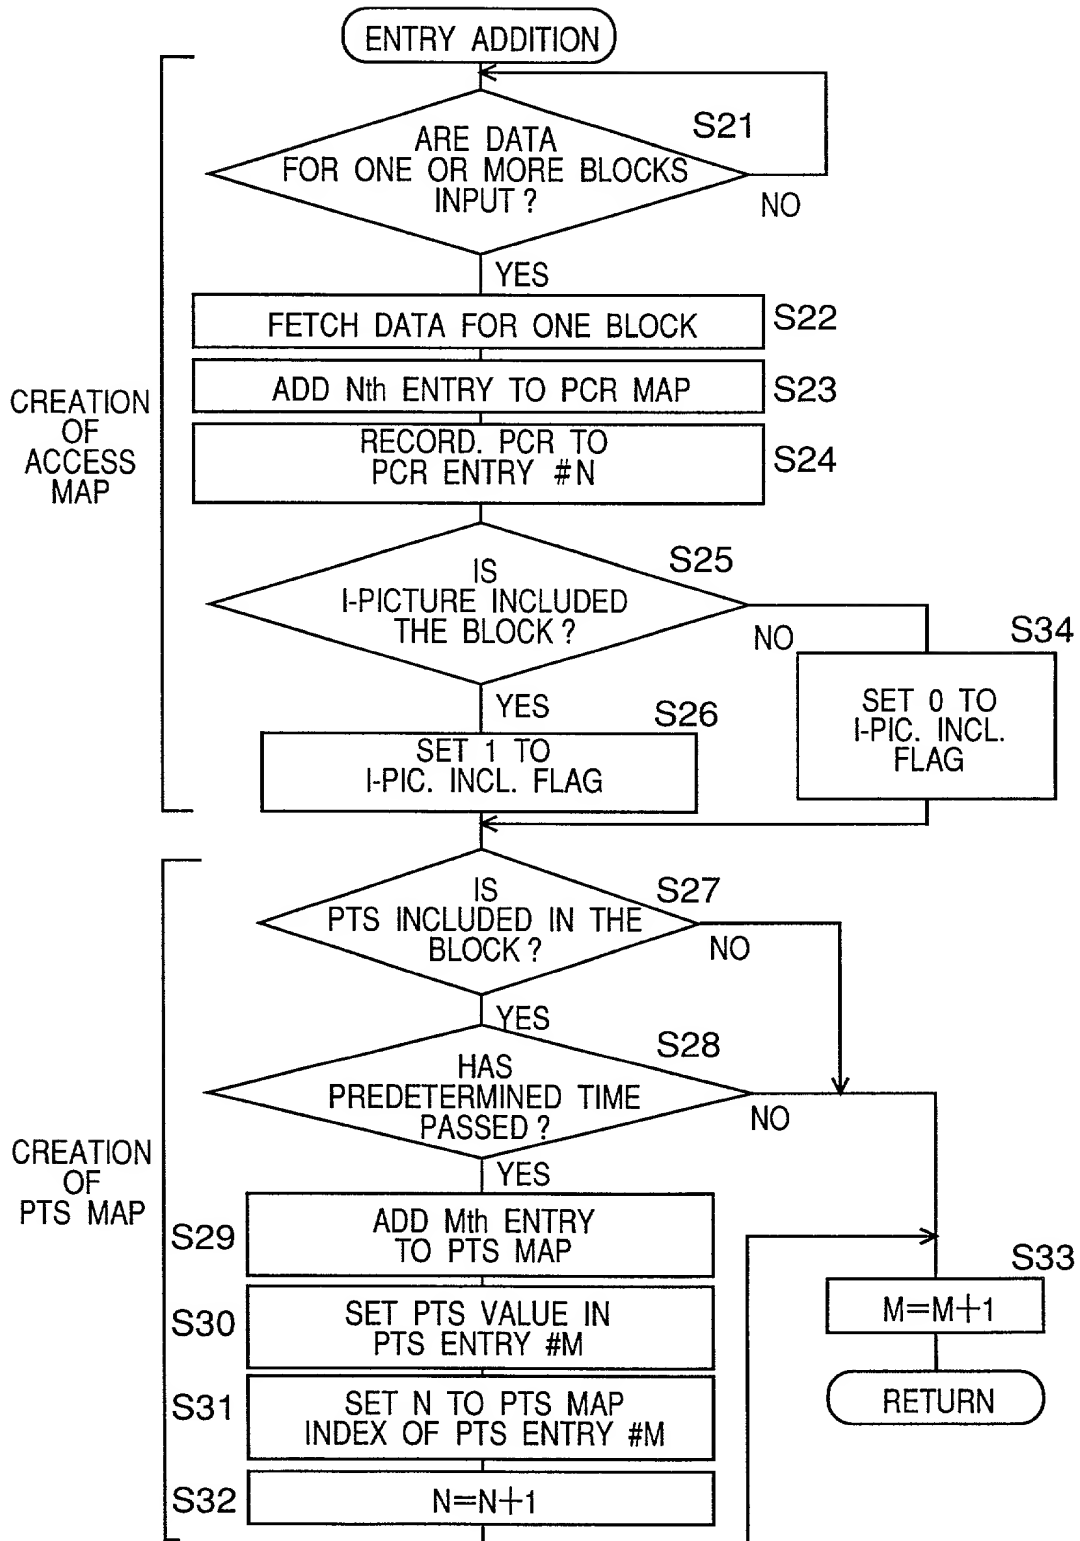 ENTRY ADDITION
S21
ARE DATA
FOR ONE OR MORE BLOCKS
INPUT ?
NO
YES
FETCH DATA FOR ONE BLOCK
S22
ADD Nth ENTRY TO PCR MAP
S23
RECORD. PCR TO
PCR ENTRY #N
S24
CREATION
OF
ACCESS
MAP
S25
IS
I-PICTURE INCLUDED
THE BLOCK ?
NO
S34
SET 0 TO
I-PIC. INCL.
FLAG
YES
S26
SET 1 TO
I-PIC. INCL. FLAG
S27
IS
PTS INCLUDED IN THE
BLOCK ?
NO
YES
S28
HAS
PREDETERMINED TIME
PASSED ?
NO
YES
CREATION
OF
PTS MAP
S29
ADD Mth ENTRY
TO PTS MAP
S30
SET PTS VALUE IN
PTS ENTRY #M
S31
SET N TO PTS MAP
INDEX OF PTS ENTRY #M
S32
N=N+1
S33
M=M+1
RETURN